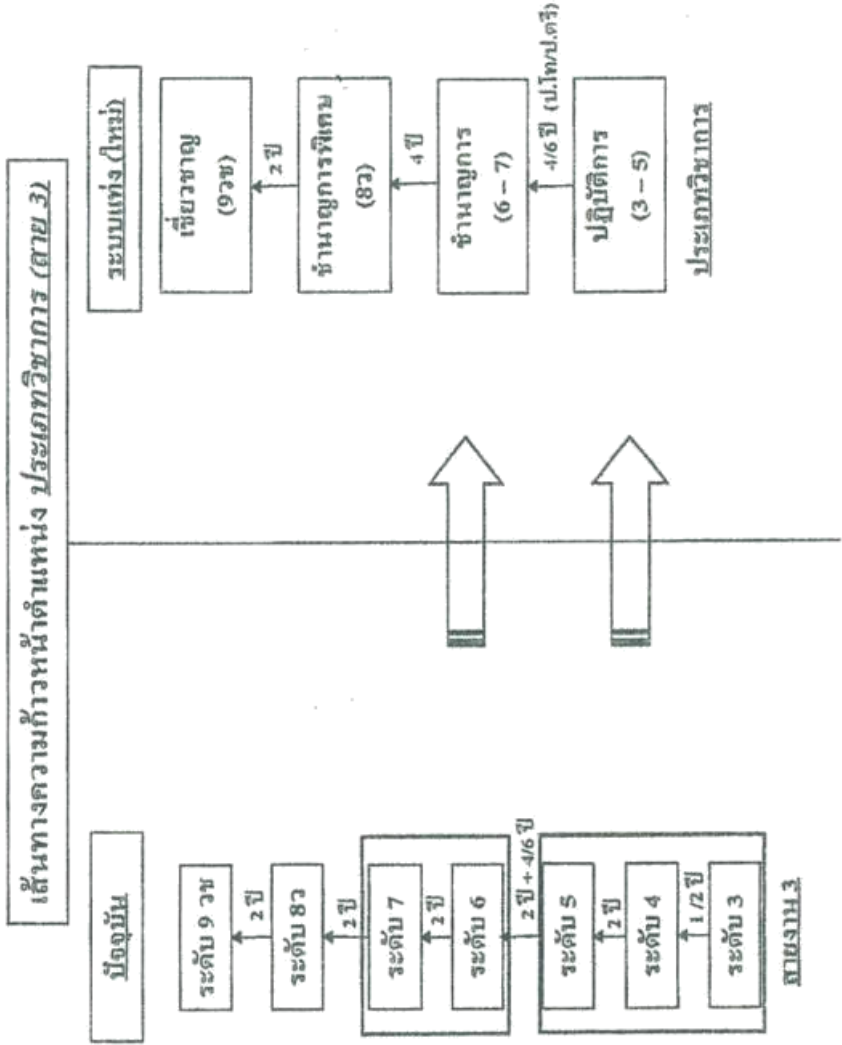 เส้นทางความก้าวหน้าตำแหน่ง ประเภทวิชาการ (สาย 3)
ปัจจุบัน
ระดับ 9 วช
2 ปี
ระดับ 8ว
2 ปี
ระดับ 7
2 ปี
ระดับ 6
2 ปี + 4/6 ปี
ระดับ 5
2 ปี
ระดับ 4
1/2 ปี
ระดับ 3
สายงาน 3
ระบบแท่ง (ใหม่)
เชี่ยวชาญ
(9วช)
2 ปี
ชำนาญการพิเศษ
(8ว)
4 ปี
ชำนาญการ
(6 – 7)
4/6 ปี (ป.โท/ป.ตรี)
ปฏิบัติการ
(3 – 5)
ประเภทวิชาการ